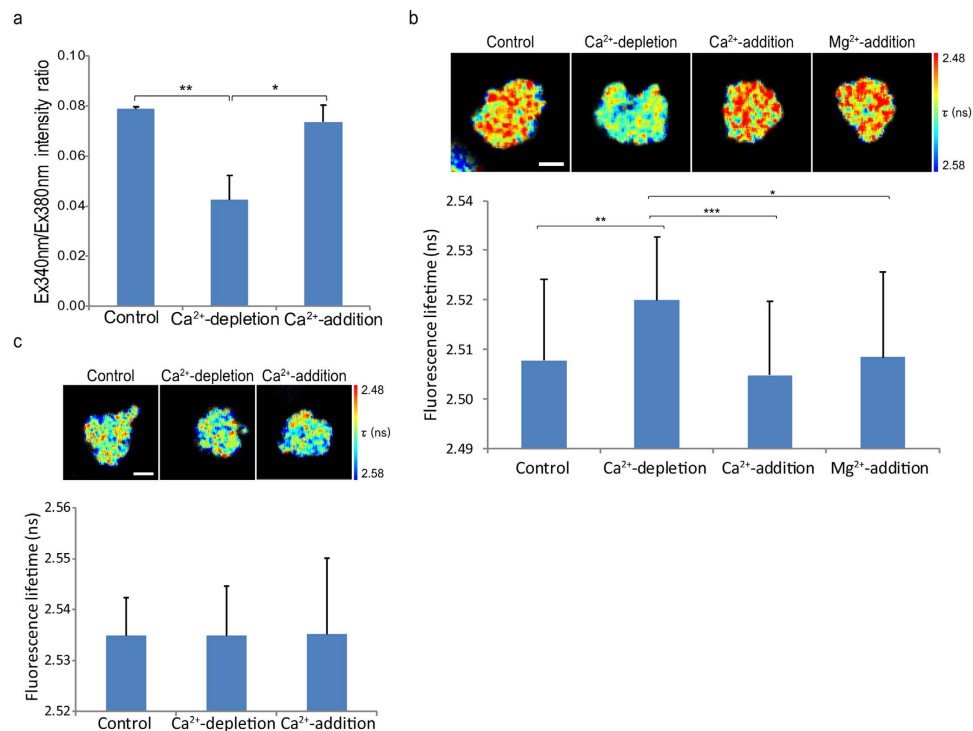 a
Ex340nm/Ex380nm intensity ratio
0.10
0.08
0.06
0.04
0.02
0.00
** *
Control Ca²⁺-depletion Ca²⁺-addition
b
Control Ca²⁺-depletion Ca²⁺-addition Mg²⁺-addition
2.48
τ (ns)
2.58
Fluorescence lifetime (ns)
2.54
2.53
2.52
2.51
2.50
2.49
*
** ***
Control Ca²⁺-depletion Ca²⁺-addition Mg²⁺-addition
c
Control Ca²⁺-depletion Ca²⁺-addition
2.48
τ (ns)
2.58
Fluorescence lifetime (ns)
2.56
2.55
2.54
2.53
2.52
Control Ca²⁺-depletion Ca²⁺-addition